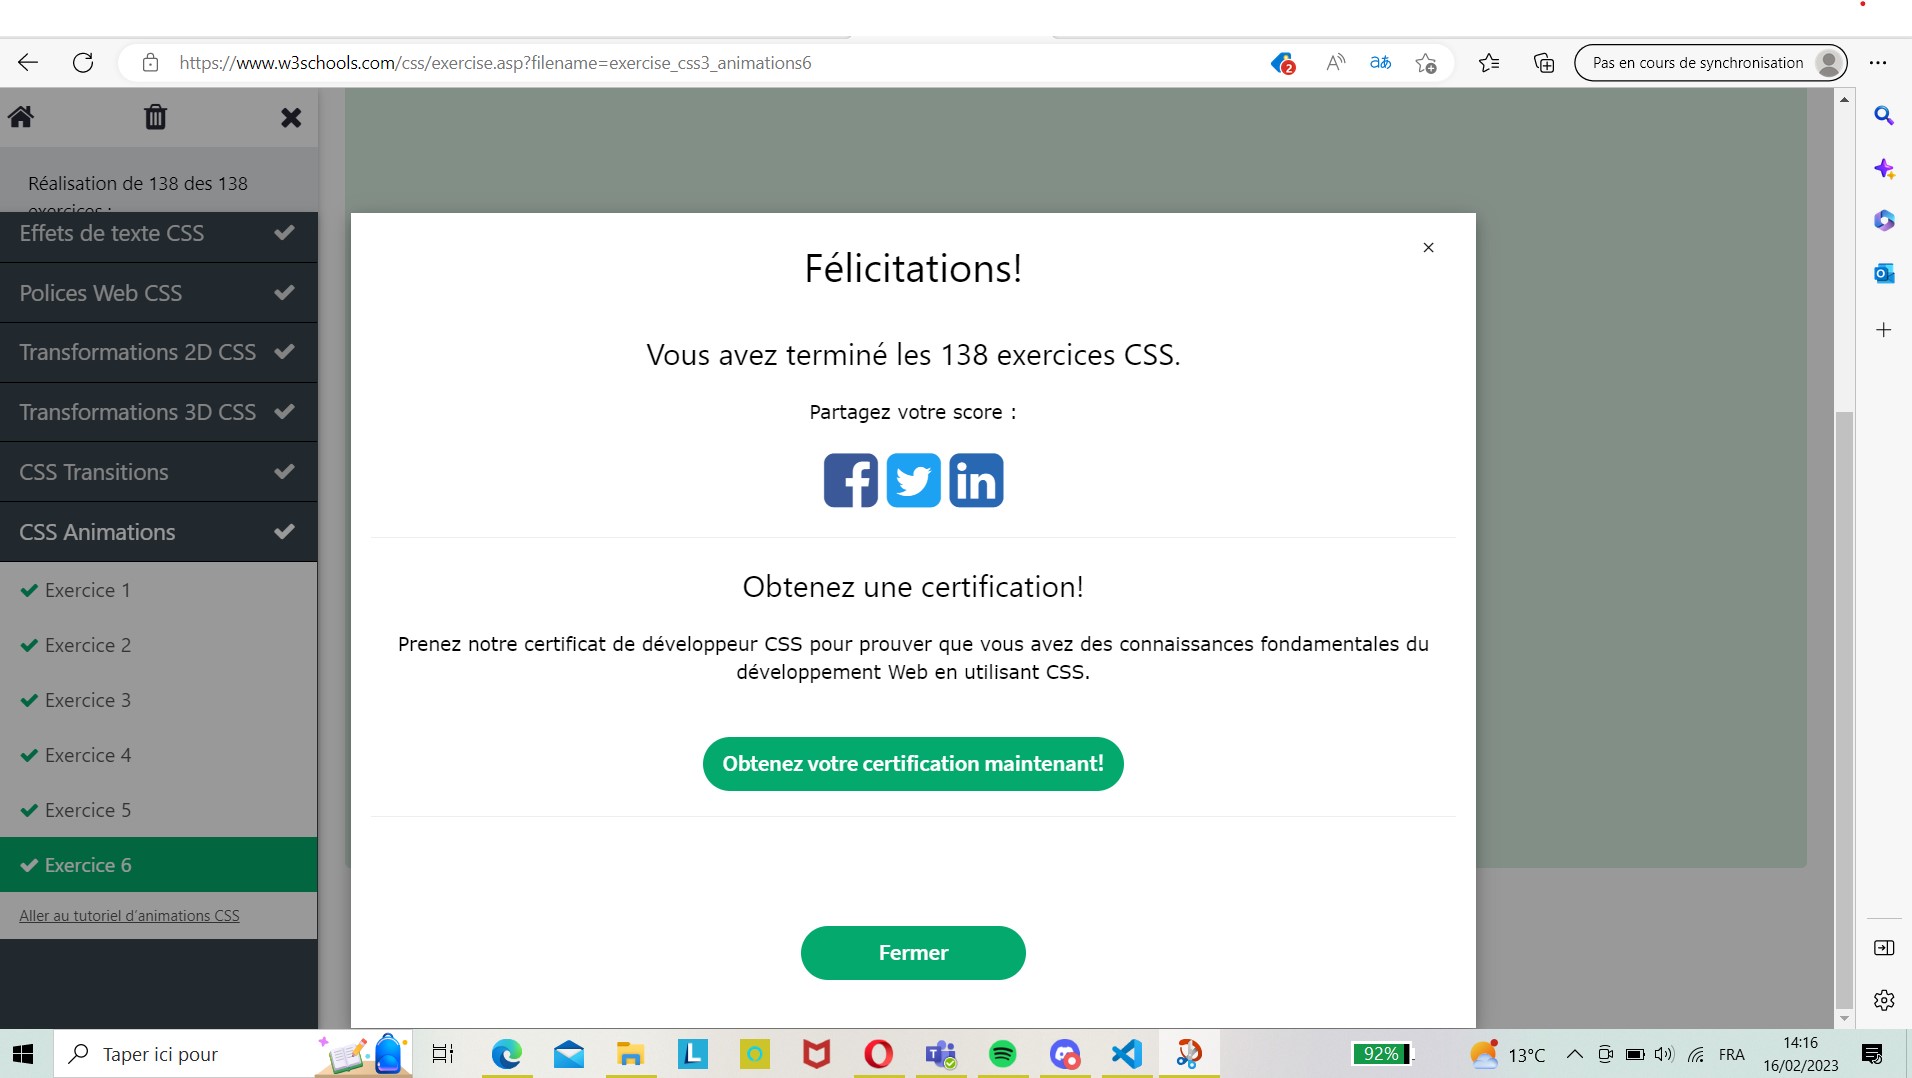 https://www.w3schools.com/css/exercise.asp?filename=exercise_css3_animations6
2
Pas en cours de synchronisation
Réalisation de 138 des 138
exercices :
Effets de texte CSS
Polices Web CSS
Transformations 2D CSS
Transformations 3D CSS
CSS Transitions
CSS Animations
Exercice 1
Exercice 2
Exercice 3
Exercice 4
Exercice 5
Exercice 6
Aller au tutoriel d'animations CSS
Félicitations!
Vous avez terminé les 138 exercices CSS.
Partagez votre score :
Obtenez une certification!
Prenez notre certificat de développeur CSS pour prouver que vous avez des connaissances fondamentales du
développement Web en utilisant CSS.
Obtenez votre certification maintenant!
Fermer
Taper ici pour
92%
13°C
FRA
14:16
16/02/2023